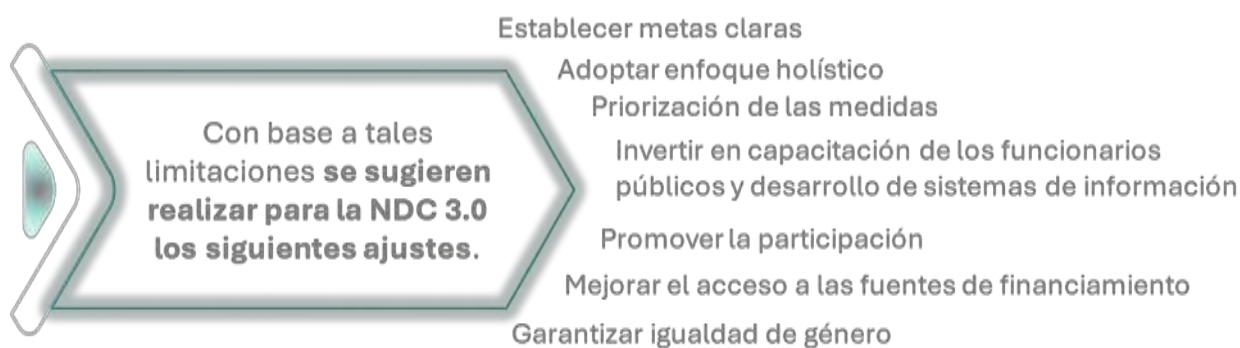 Establecer metas claras
Adoptar enfoque holístico
Priorización de las medidas
Con base a tales
limitaciones se sugieren
realizar para la NDC 3.0
los siguientes ajustes.
Invertir en capacitación de los funcionarios
públicos y desarrollo de sistemas de información
Promover la participación
Mejorar el acceso a las fuentes de financiamiento
Garantizar igualdad de género